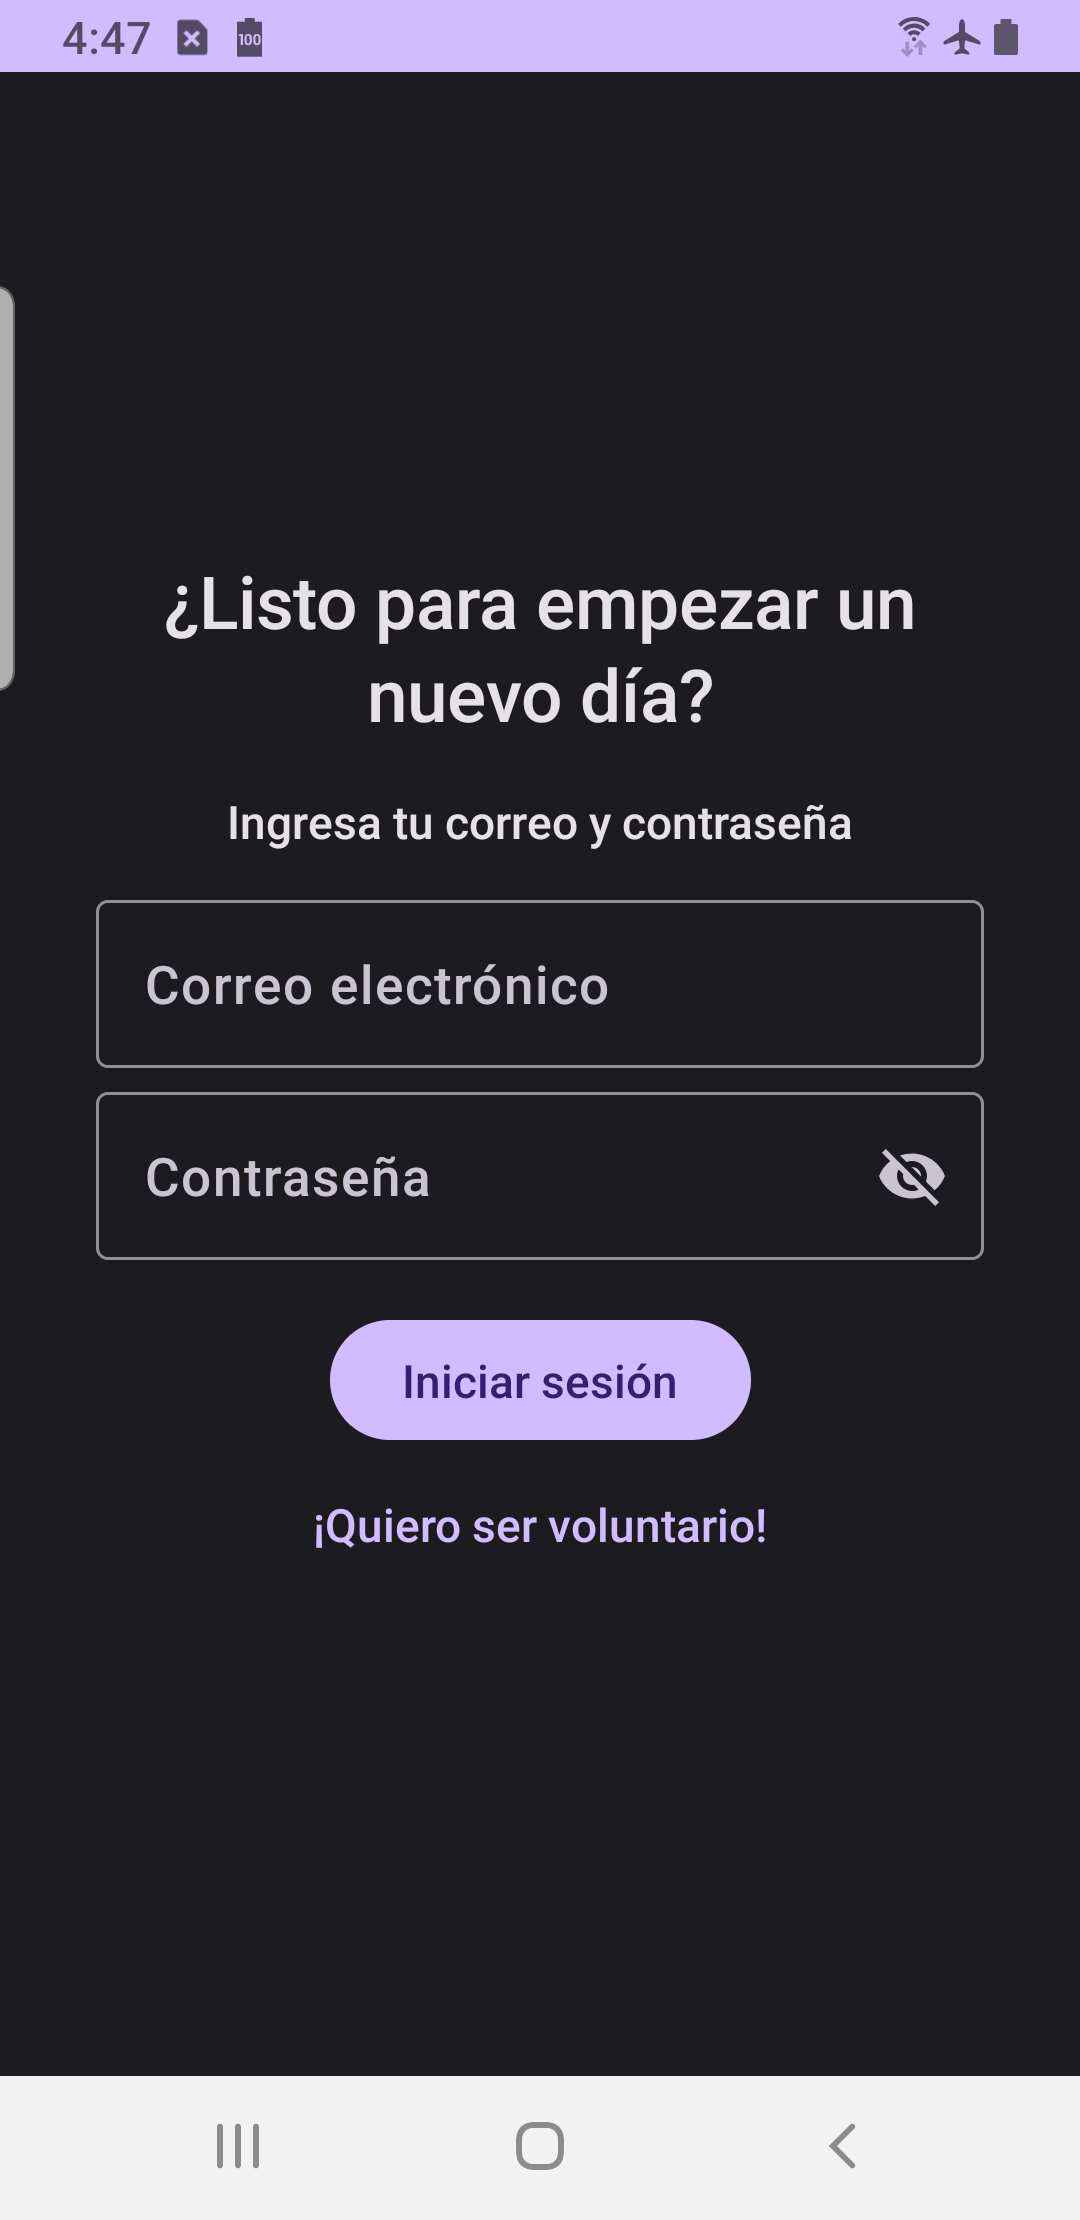 4:47
100
¿Listo para empezar un
nuevo día?
Ingresa tu correo y contraseña
Correo electrónico
Contraseña
Iniciar sesión
¡Quiero ser voluntario!